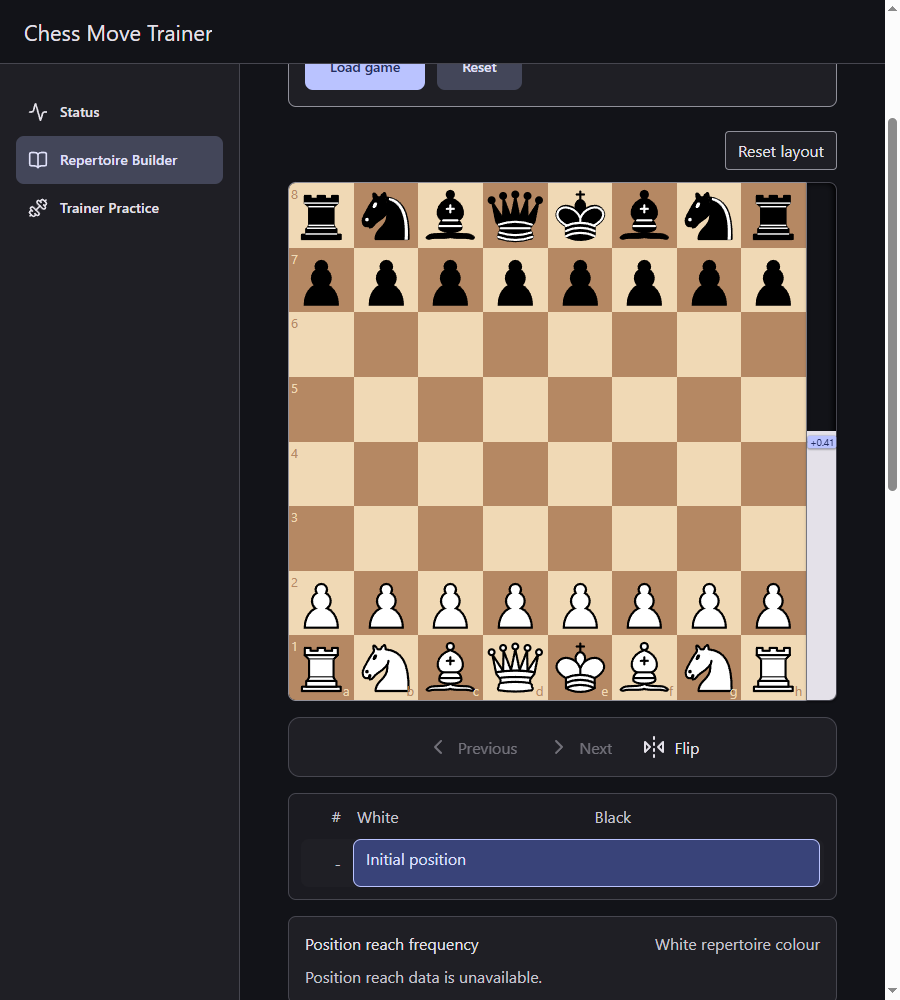 Chess Move Trainer
Load game Reset
Status
Repertoire Builder
Trainer Practice
Reset layout
8
7
6
5
4
3
2
1
a b c d e f g h
+0.41
Previous Next Flip
# White Black
- Initial position
Position reach frequency White repertoire colour
Position reach data is unavailable.